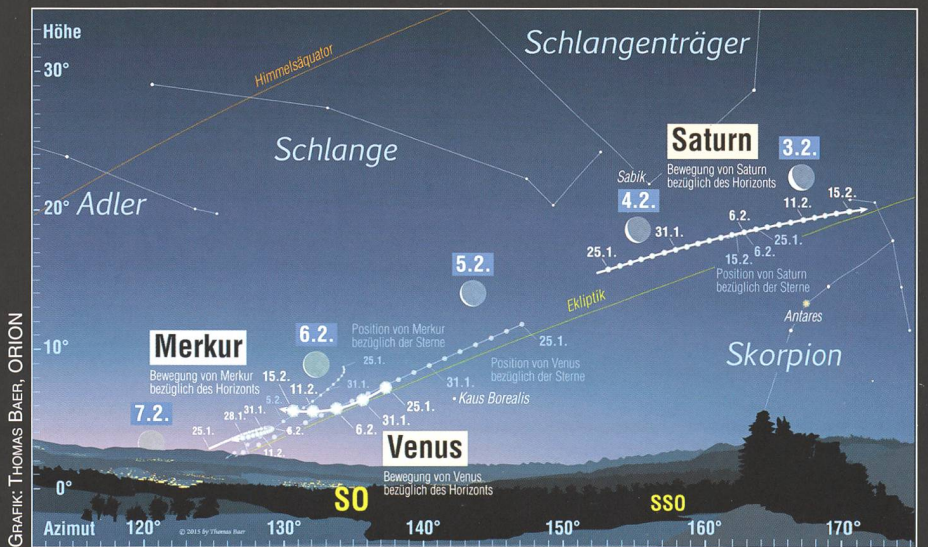 Höhe
30°
20°
10°
0°
Himmelsäquator
Schlangenträger
Schlange
Adler
Saturn
Bewegung von Saturn
bezüglich des Horizonts
3.2.
Sabik
4.2.
15.2.
11.2.
6.2.
31.1.
25.1.
25.1.
6.2.
15.2.
Position von Saturn
bezüglich der Sterne
5.2.
Ekliptik
Antares
Skorpion
6.2.
Position von Merkur
bezüglich der Sterne
25.1.
31.1.
5.2.
Merkur
Bewegung von Merkur
bezüglich des Horizonts
15.2.
11.2.
7.2.
25.1.
28.1.
31.1.
6.2.
11.2.
25.1.
Position von Venus
bezüglich der Sterne
31.1.
Kaus Borealis
25.1.
31.1.
6.2.
Venus
Bewegung von Venus
bezüglich des Horizonts
SO
SSO
Azimut
120°
© 2015 by Thomas Baer
130°
140°
150°
160°
170°
GRAFIK: THOMAS BAER, ORION